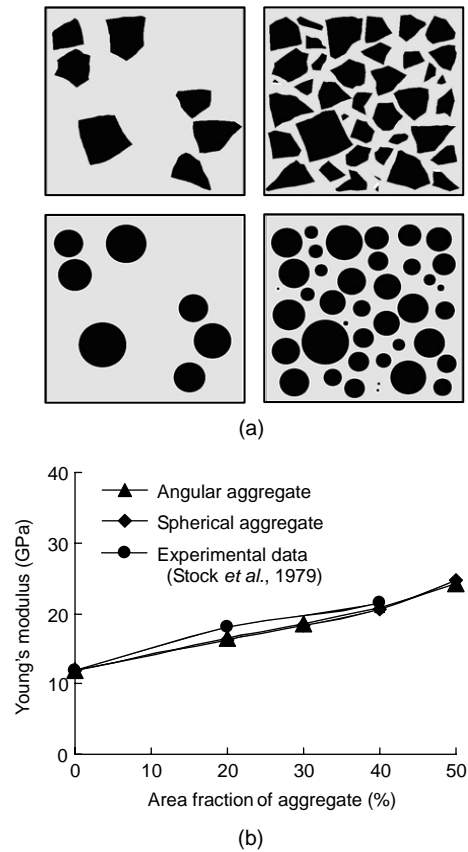 (a)
40
30
20
10
0
Young's modulus (GPa)
Angular aggregate
Spherical aggregate
Experimental data
(Stock et al., 1979)
0 10 20 30 40 50
Area fraction of aggregate (%)
(b)